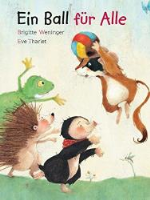 Ein Ball für Alle
Brigitte Weninger
Eve Tharlet